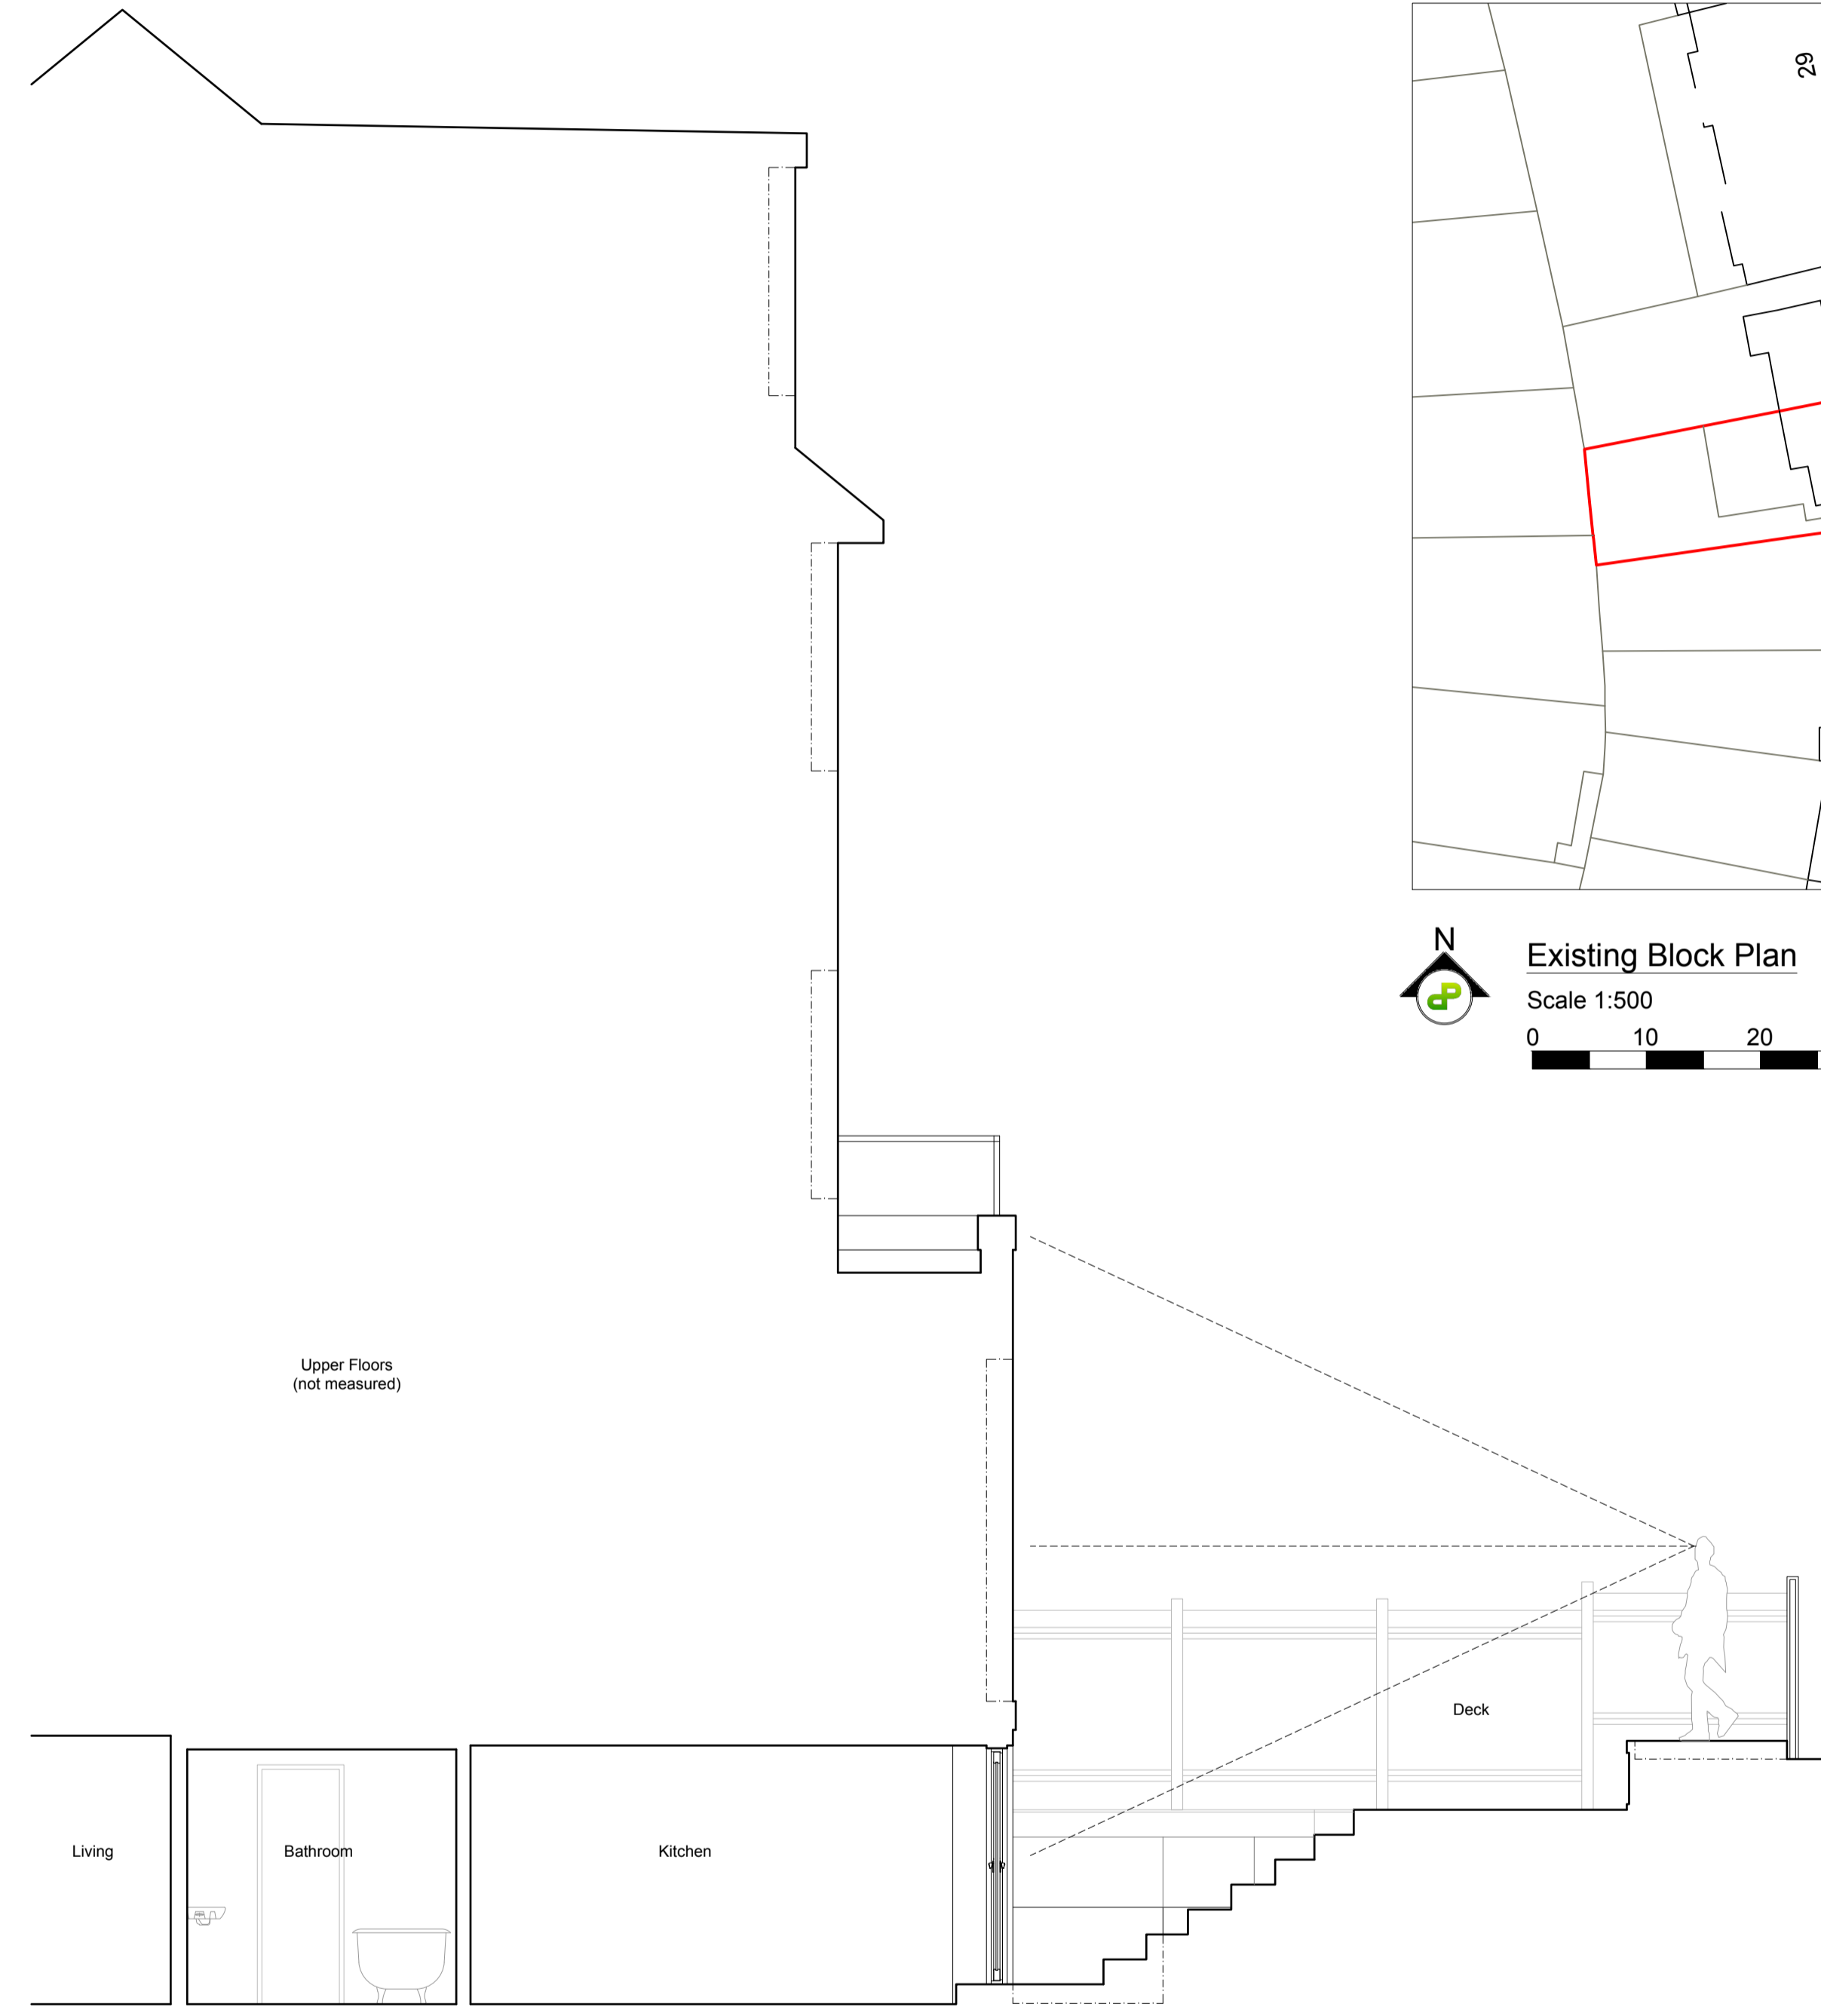 29
N
Existing Block Plan
Scale 1:500
0 10 20
Upper Floors
(not measured)
Deck
Living
Bathroom
Kitchen